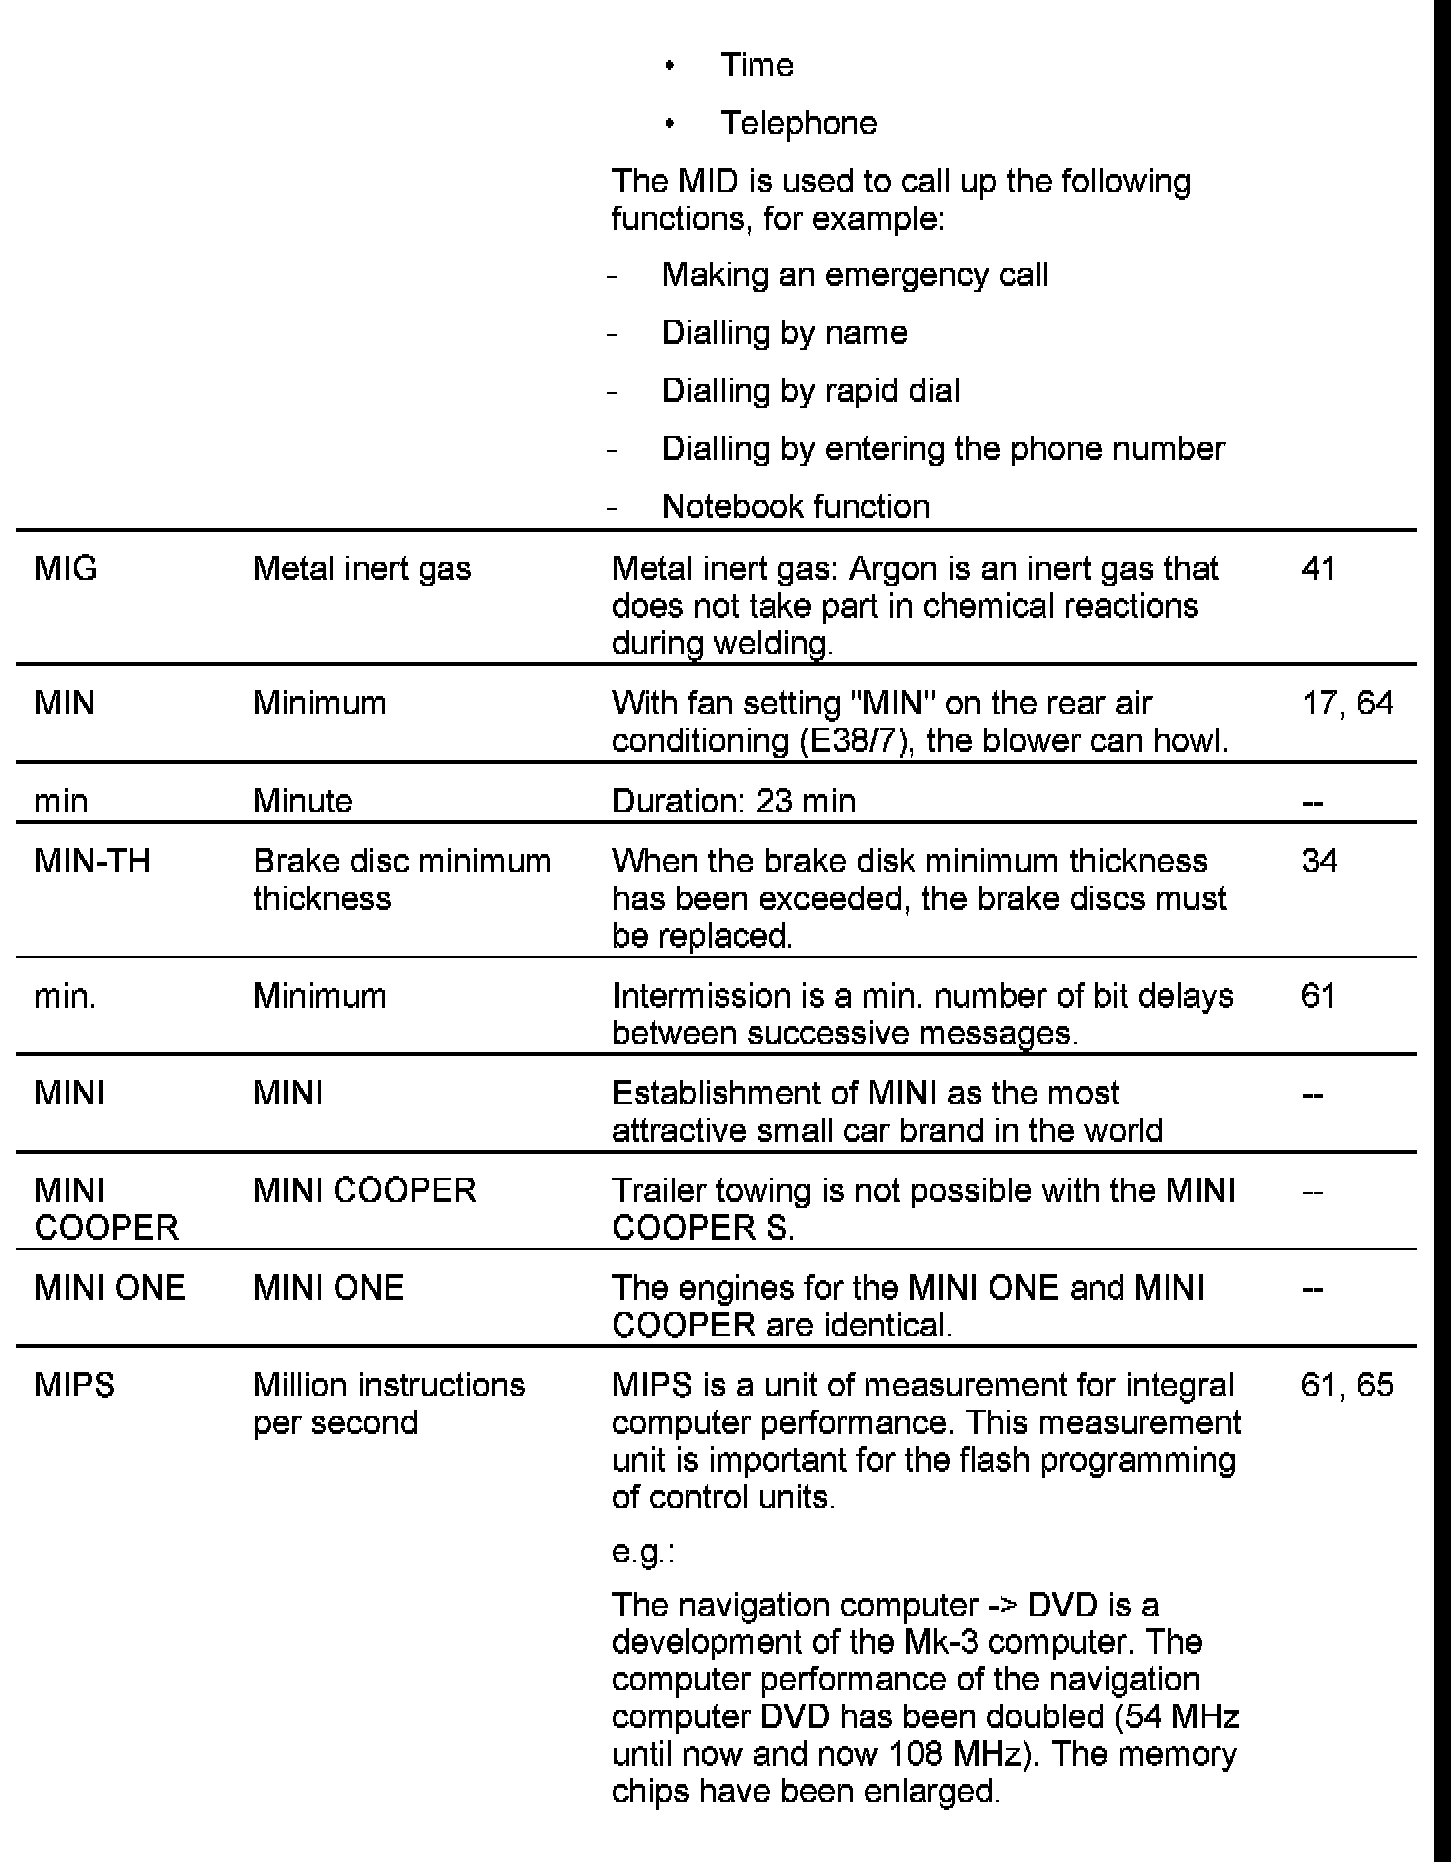 • Time
• Telephone
The MID is used to call up the following
functions, for example:
- Making an emergency call
- Dialling by name
- Dialling by rapid dial
- Dialling by entering the phone number
- Notebook function
MIG Metal inert gas Metal inert gas: Argon is an inert gas that 41
does not take part in chemical reactions
during welding.
MIN Minimum With fan setting "MIN" on the rear air 17, 64
conditioning (E38/7), the blower can howl.
min Minute Duration: 23 min --
MIN-TH Brake disc minimum When the brake disk minimum thickness 34
thickness has been exceeded, the brake discs must
be replaced.
min. Minimum Intermission is a min. number of bit delays 61
between successive messages.
MINI MINI Establishment of MINI as the most --
attractive small car brand in the world
MINI MINI COOPER Trailer towing is not possible with the MINI --
COOPER COOPER S.
MINI ONE MINI ONE The engines for the MINI ONE and MINI --
COOPER are identical.
MIPS Million instructions MIPS is a unit of measurement for integral 61, 65
per second computer performance. This measurement
unit is important for the flash programming
of control units.
e.g.:
The navigation computer -> DVD is a
development of the Mk-3 computer. The
computer performance of the navigation
computer DVD has been doubled (54 MHz
until now and now 108 MHz). The memory
chips have been enlarged.